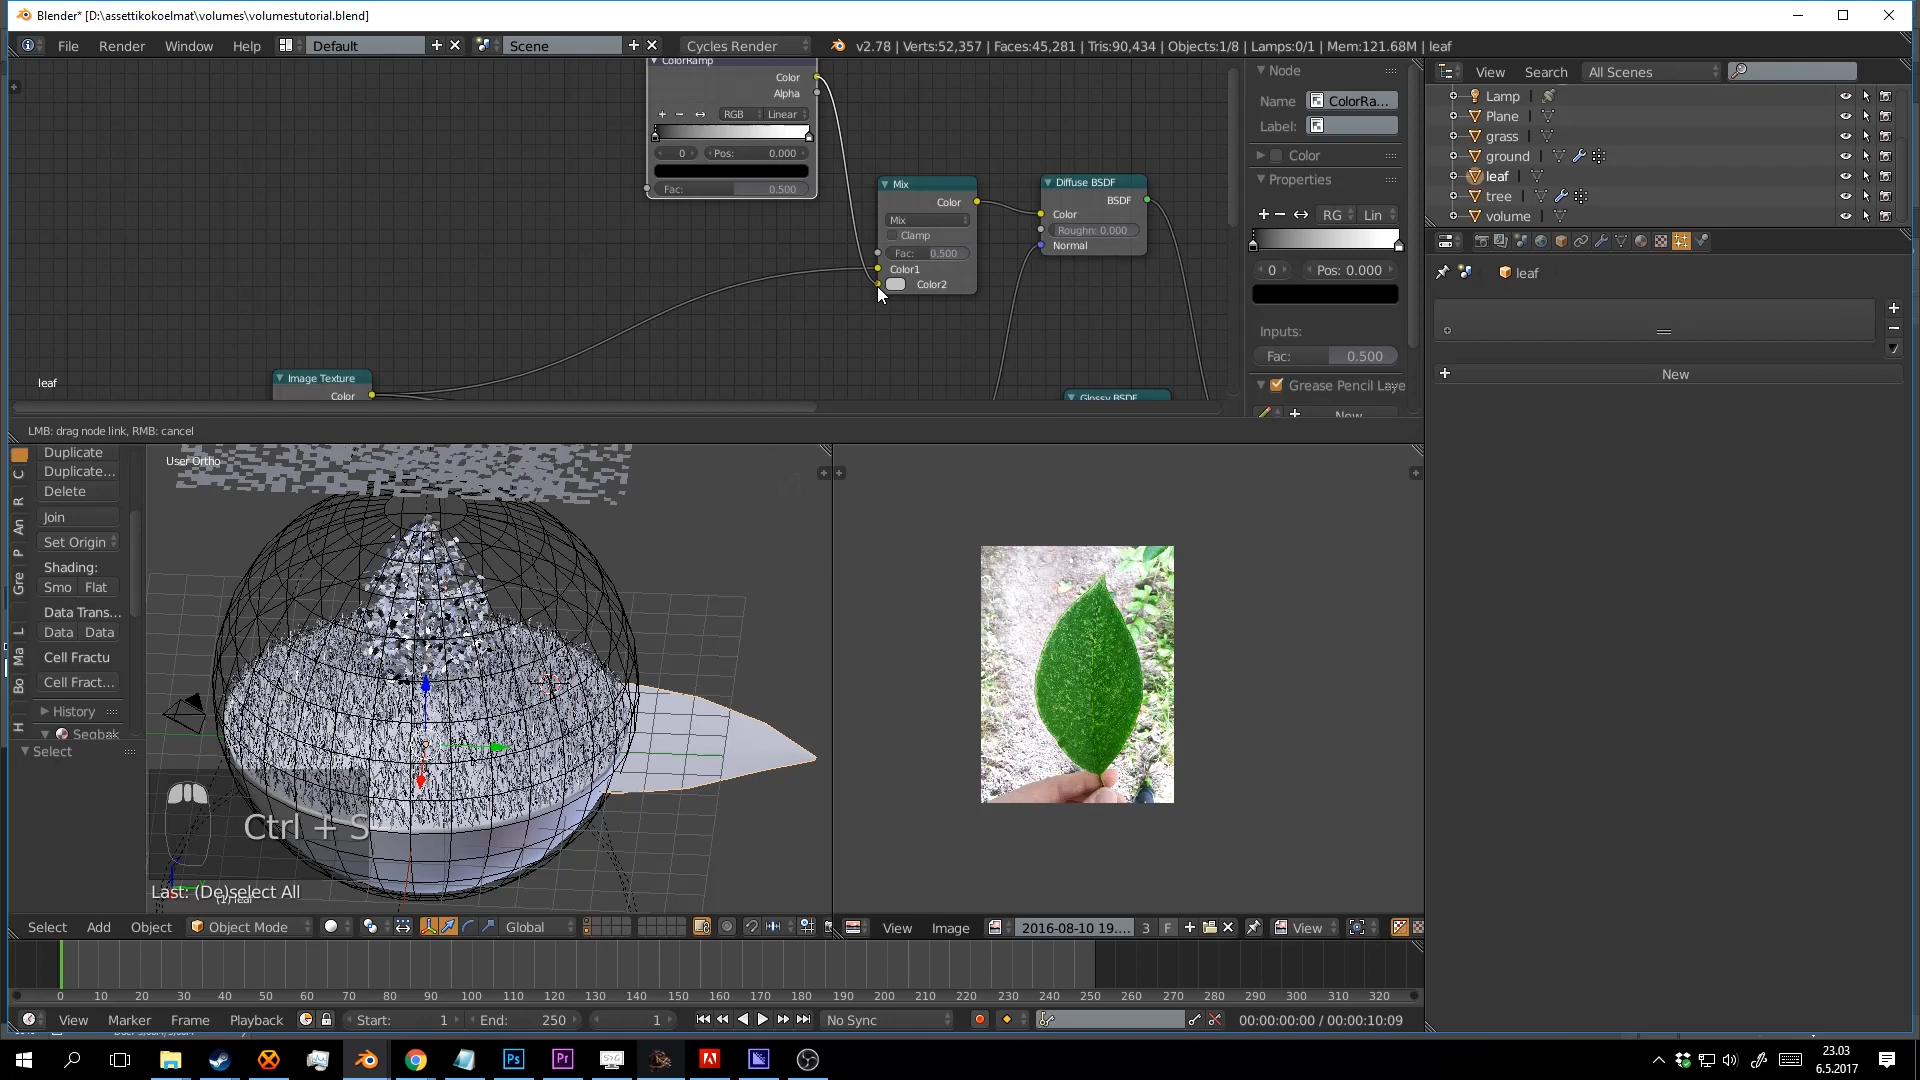 Blender* [D:\assettikokoelmat\volumes\volumestutorial.blend]
File Render Window Help Default Scene Cycles Render v2.78 | Verts:52,357 | Faces:45,281 | Tris:90,434 | Objects:1/8 | Lamps:0/1 | Mem:121.68M | leaf
ColorRamp
Color
Alpha
RGB Linear
0 Pos: 0.000
Fac: 0.500
Mix
Color
Mix
Clamp
Fac: 0.500
Color1
Color2
Diffuse BSDF
BSDF
Color
Roughn: 0.000
Normal
Image Texture
Color
Glossy BSDF
leaf
LMB: drag node link, RMB: cancel
Node
Name ColorRa...
Label:
Color
Properties
RG Lin
0 Pos: 0.000
Inputs:
Fac: 0.500
Grease Pencil Laye
New
View Search All Scenes
Lamp
Plane
grass
ground
leaf
tree
volume
leaf
New
Duplicate
Duplicate...
Delete
Join
Set Origin
Shading:
Smo Flat
Data Trans...
Data Data
Cell Fractu
Cell Fract...
History
Select
C
R
An
P
Gre
L
Ma
Bo
H
User Ortho
Ctrl + S
Last: (De)select All
(1) leaf
Select Add Object Object Mode Global
View Image 2016-08-10 19.... 3 F View
0 10 20 30 40 50 60 70 80 90 100 110 120 130 140 150 160 170 180 190 200 210 220 230 240 250 260 270 280 290 300 310 320
View Marker Frame Playback Start: 1 End: 250 1 No Sync 00:00:00:00 / 00:00:10:09
23.03
6.5.2017